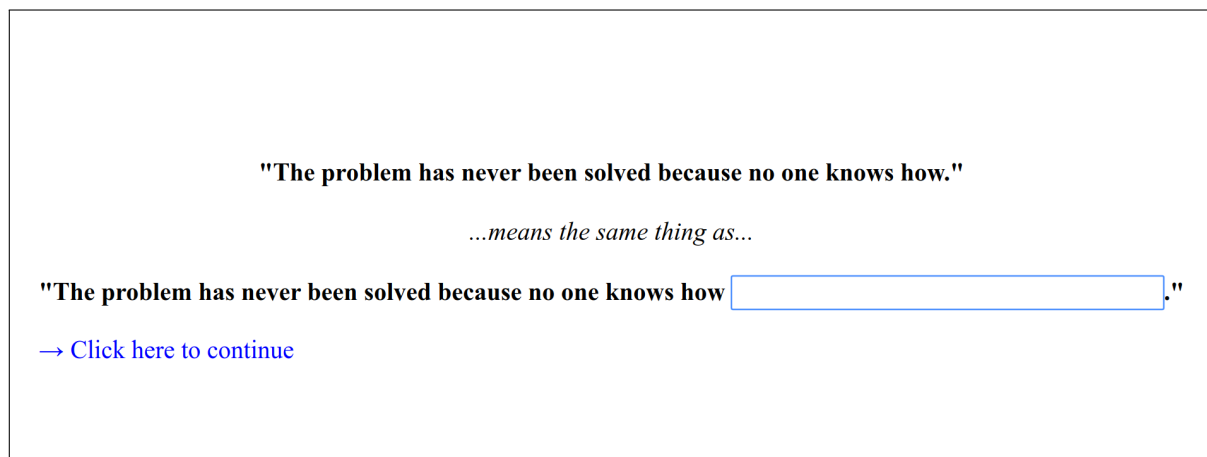 "The problem has never been solved because no one knows how."
...means the same thing as...
"The problem has never been solved because no one knows how ."
→ Click here to continue